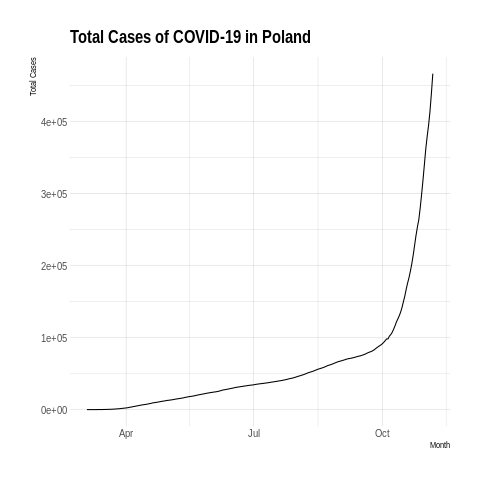 Total Cases of COVID-19 in Poland
Total Cases
4e+05
3e+05
2e+05
1e+05
0e+00
Apr
Jul
Oct
Month